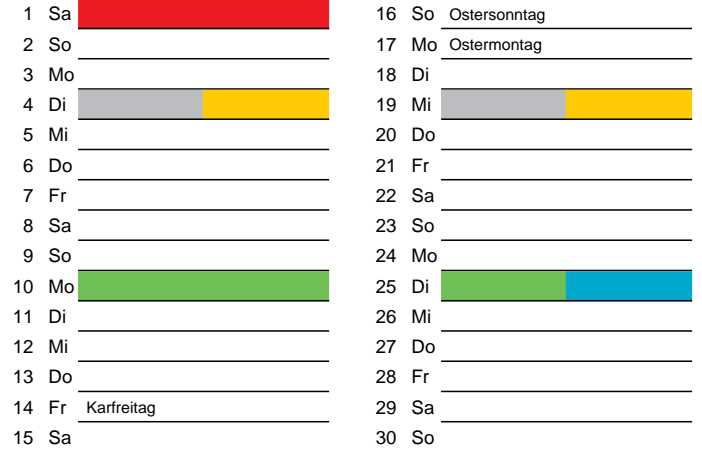 1 Sa
2 So
3 Mo
4 Di
5 Mi
6 Do
7 Fr
8 Sa
9 So
10 Mo
11 Di
12 Mi
13 Do
14 Fr Karfreitag
15 Sa
16 So Ostersonntag
17 Mo Ostermontag
18 Di
19 Mi
20 Do
21 Fr
22 Sa
23 So
24 Mo
25 Di
26 Mi
27 Do
28 Fr
29 Sa
30 So